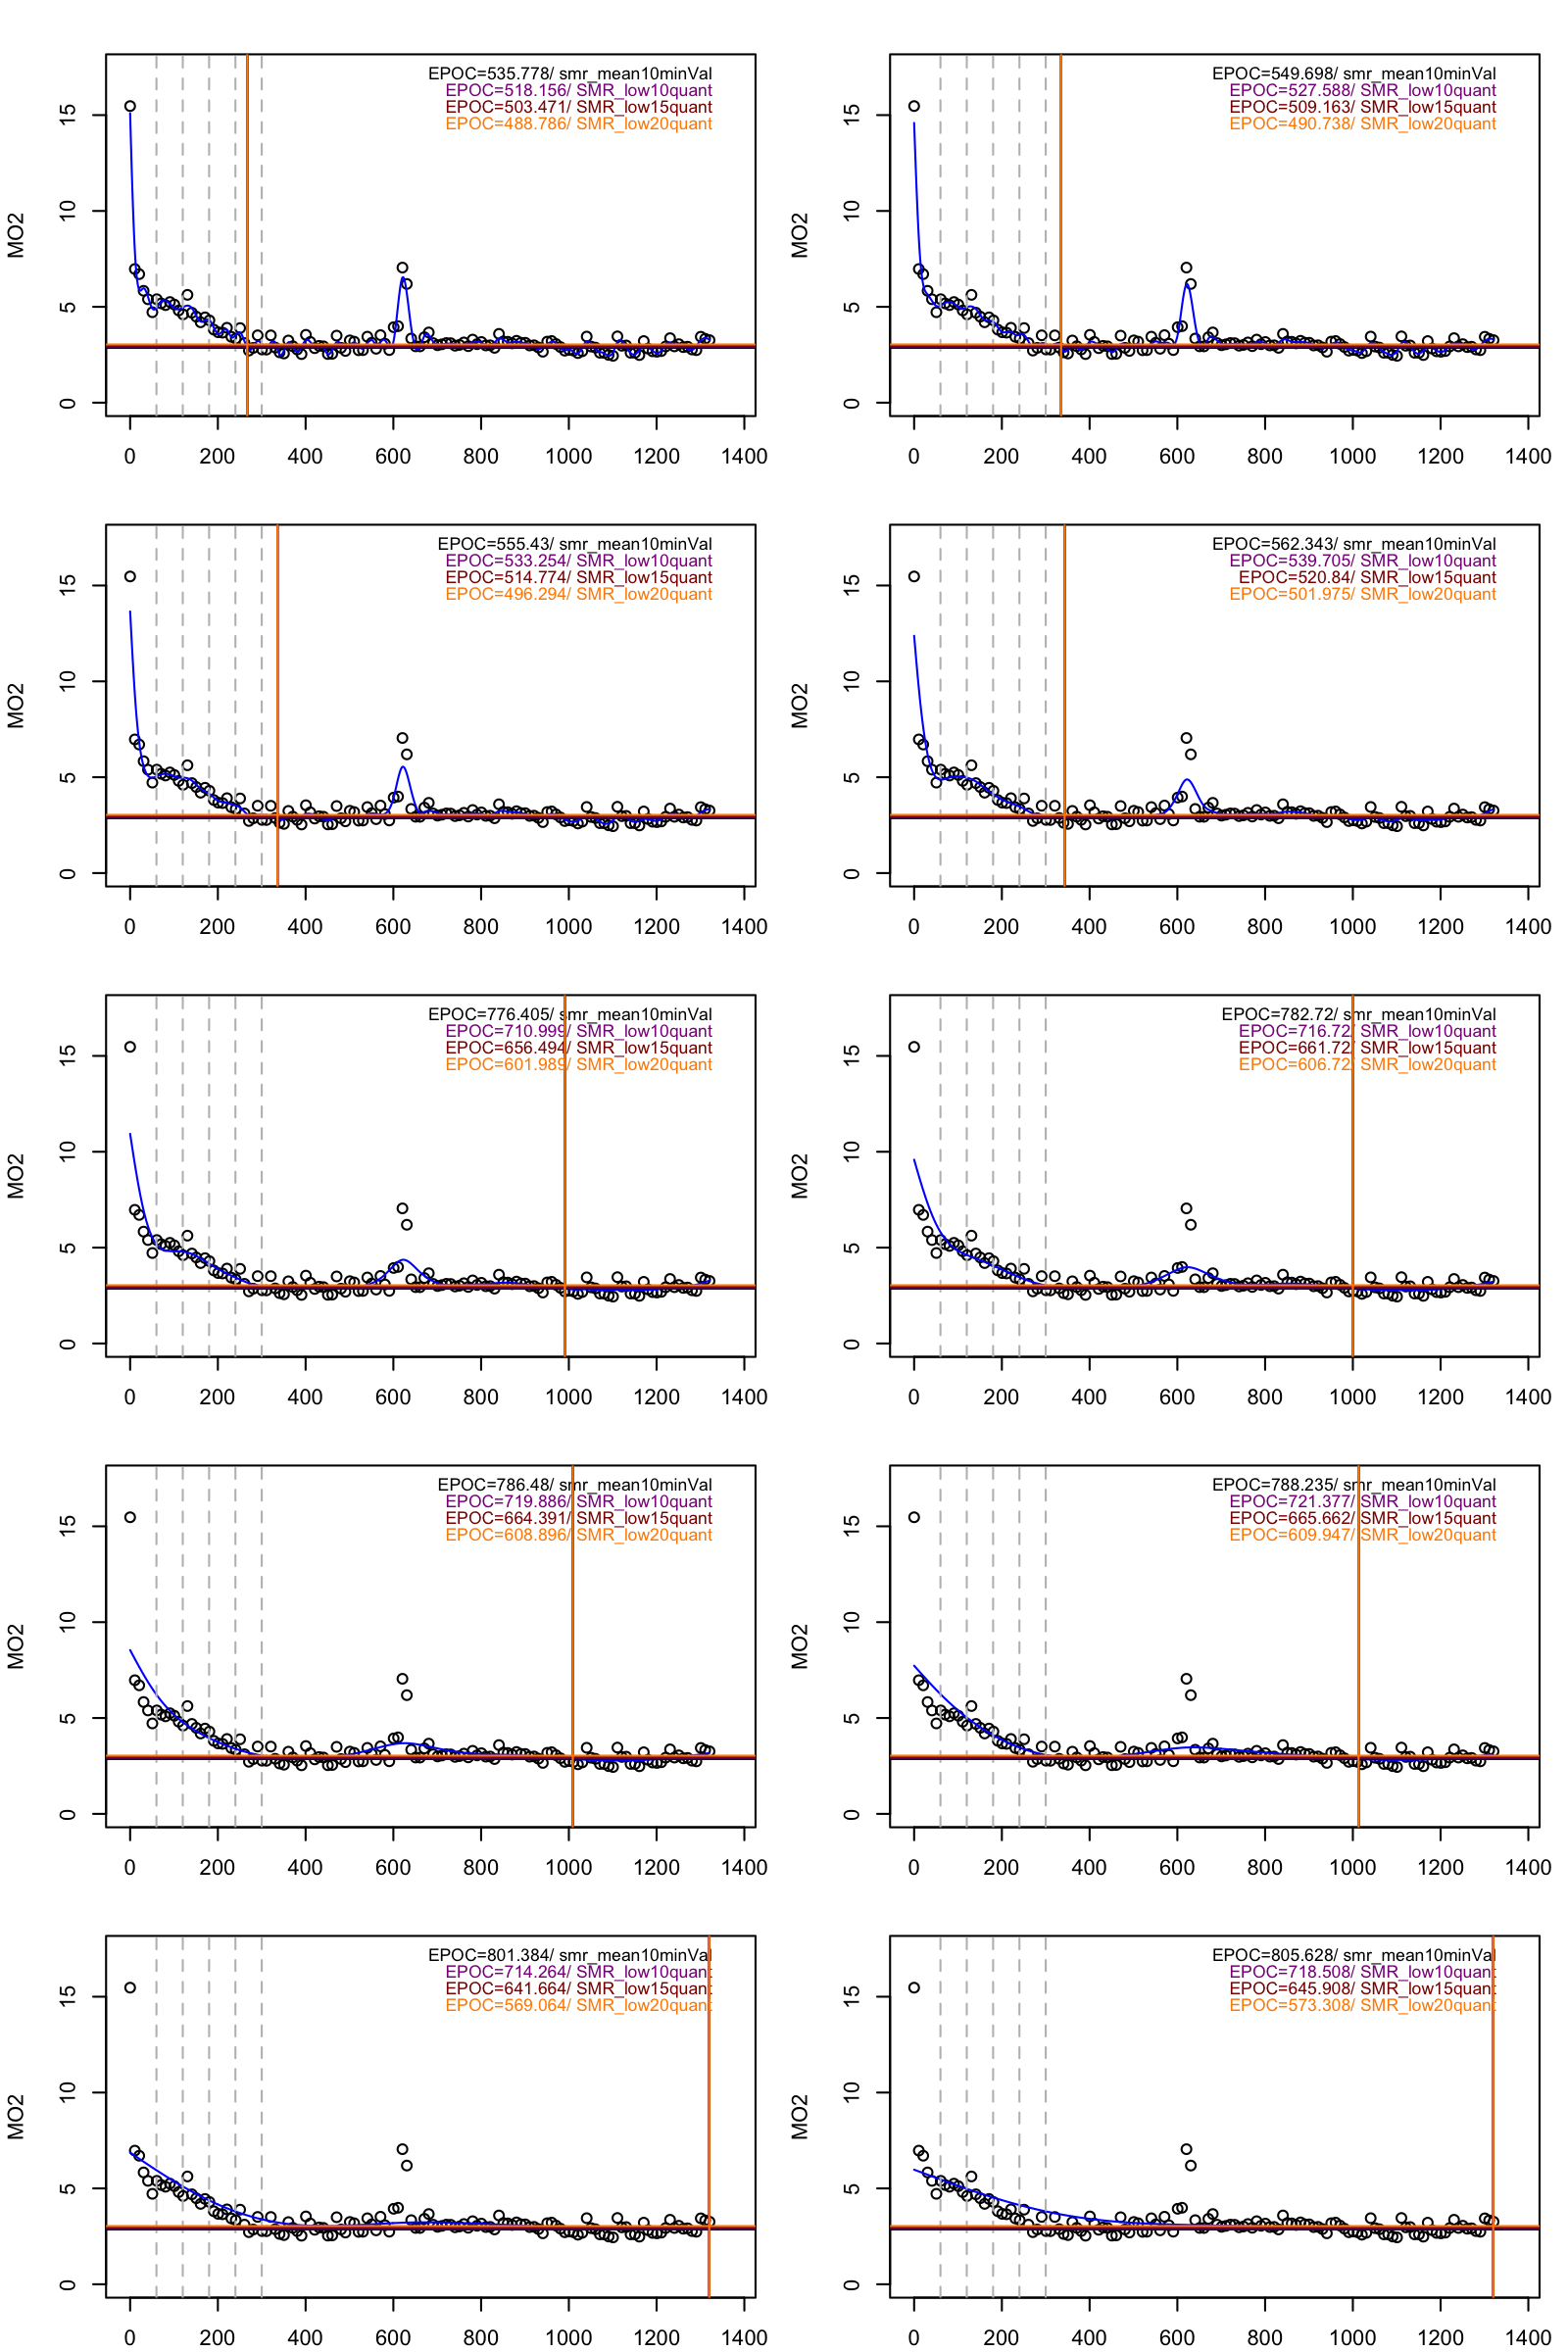 EPOC=535.778/ smr_mean10minVal
EPOC=518.156/ SMR_low10quant
EPOC=503.471/ SMR_low15quant
EPOC=488.786/ SMR_low20quant
MO2
15
10
5
0
0 200 400 600 800 1000 1200 1400
EPOC=549.698/ smr_mean10minVal
EPOC=527.588/ SMR_low10quant
EPOC=509.163/ SMR_low15quant
EPOC=490.738/ SMR_low20quant
MO2
15
10
5
0
0 200 400 600 800 1000 1200 1400
EPOC=555.43/ smr_mean10minVal
EPOC=533.254/ SMR_low10quant
EPOC=514.774/ SMR_low15quant
EPOC=496.294/ SMR_low20quant
MO2
15
10
5
0
0 200 400 600 800 1000 1200 1400
EPOC=562.343/ smr_mean10minVal
EPOC=539.705/ SMR_low10quant
EPOC=520.84/ SMR_low15quant
EPOC=501.975/ SMR_low20quant
MO2
15
10
5
0
0 200 400 600 800 1000 1200 1400
EPOC=776.405/ smr_mean10minVal
EPOC=710.999/ SMR_low10quant
EPOC=656.494/ SMR_low15quant
EPOC=601.989/ SMR_low20quant
MO2
15
10
5
0
0 200 400 600 800 1000 1200 1400
EPOC=782.72/ smr_mean10minVal
EPOC=716.72/ SMR_low10quant
EPOC=661.72/ SMR_low15quant
EPOC=606.72/ SMR_low20quant
MO2
15
10
5
0
0 200 400 600 800 1000 1200 1400
EPOC=786.48/ smr_mean10minVal
EPOC=719.886/ SMR_low10quant
EPOC=664.391/ SMR_low15quant
EPOC=608.896/ SMR_low20quant
MO2
15
10
5
0
0 200 400 600 800 1000 1200 1400
EPOC=788.235/ smr_mean10minVal
EPOC=721.377/ SMR_low10quant
EPOC=665.662/ SMR_low15quant
EPOC=609.947/ SMR_low20quant
MO2
15
10
5
0
0 200 400 600 800 1000 1200 1400
EPOC=801.384/ smr_mean10minVal
EPOC=714.264/ SMR_low10quant
EPOC=641.664/ SMR_low15quant
EPOC=569.064/ SMR_low20quant
MO2
15
10
5
0
0 200 400 600 800 1000 1200 1400
EPOC=805.628/ smr_mean10minVal
EPOC=718.508/ SMR_low10quant
EPOC=645.908/ SMR_low15quant
EPOC=573.308/ SMR_low20quant
MO2
15
10
5
0
0 200 400 600 800 1000 1200 1400